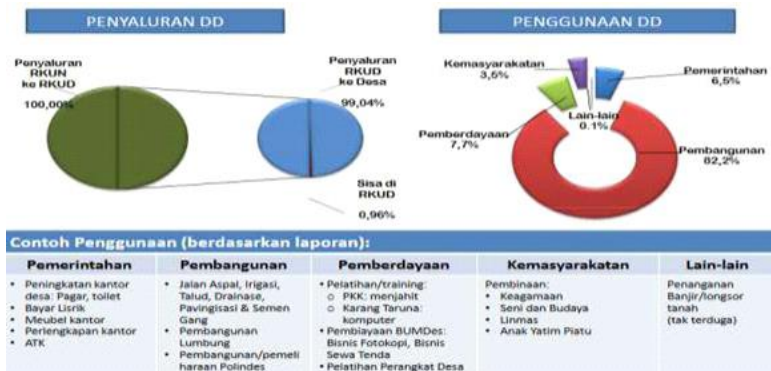 PENYALURAN DD
PENGGUNAAN DD
Penyaluran
RKUN
ke RKUD
100,00%
Penyaluran
RKUD
ke Desa
99,04%
Sisa di
RKUD
0,96%
Kemasyarakatan
3,5%
Pemerintahan
6,5%
Lain-lain
0.1%
Pemberdayaan
7,7%
Pembangunan
82,2%
Contoh Penggunaan (berdasarkan laporan):
Pemerintahan
• Peningkatan kantor
desa: Pagar, toilet
• Bayar Lisrik
• Meubel kantor
• Perlengkapan kantor
• ATK
Pembangunan
• Jalan Aspal, Irigasi,
Talud, Drainase,
Pavingisasi & Semen
Gang
• Pembangunan
Lumbung
• Pembangunan/pemeli
haraan Polindes
Pemberdayaan
• Pelatihan/training:
o PKK: menjahit
o Karang Taruna:
komputer
• Pembiayaan BUMDes:
Bisnis Fotokopi, Bisnis
Sewa Tenda
• Pelatihan Perangkat Desa
Kemasyarakatan
Pembinaan:
• Keagamaan
• Seni dan Budaya
• Linmas
• Anak Yatim Piatu
Lain-lain
Penanganan
Banjir/longsor
tanah
(tak terduga)